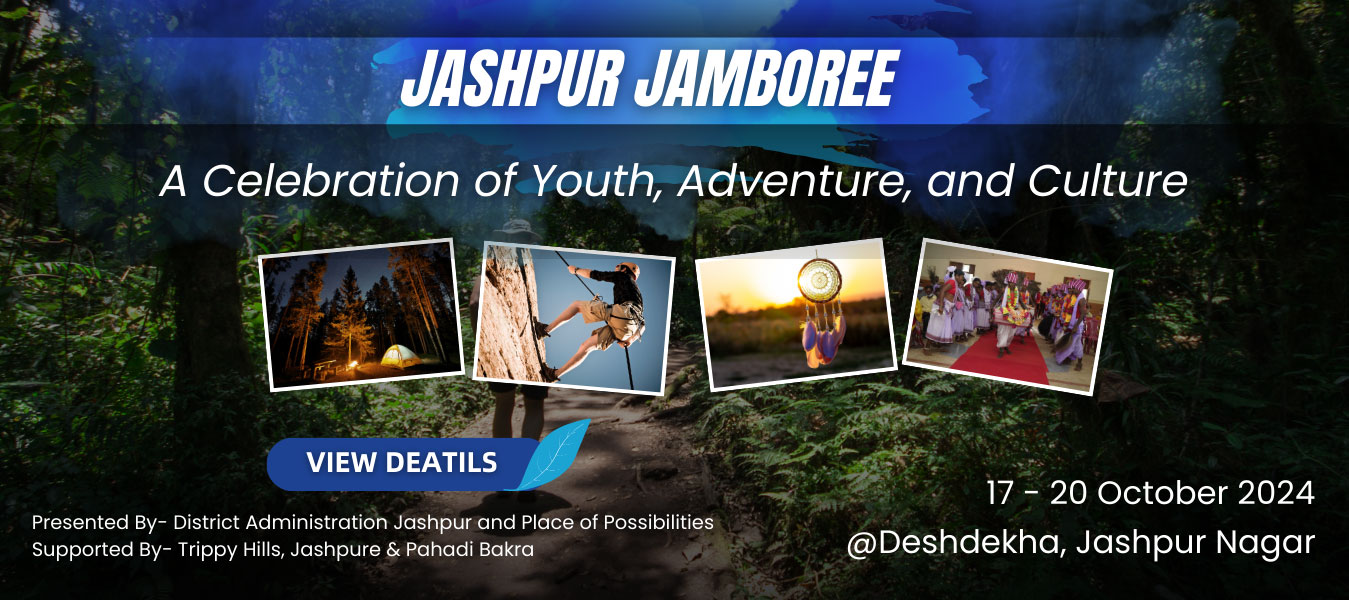 JASHPUR JAMBOREE
A Celebration of Youth, Adventure, and Culture
VIEW DEATILS
Presented By- District Administration Jashpur and Place of Possibilities
Supported By- Trippy Hills, Jashpure & Pahadi Bakra
17 - 20 October 2024
@Deshdekha, Jashpur Nagar